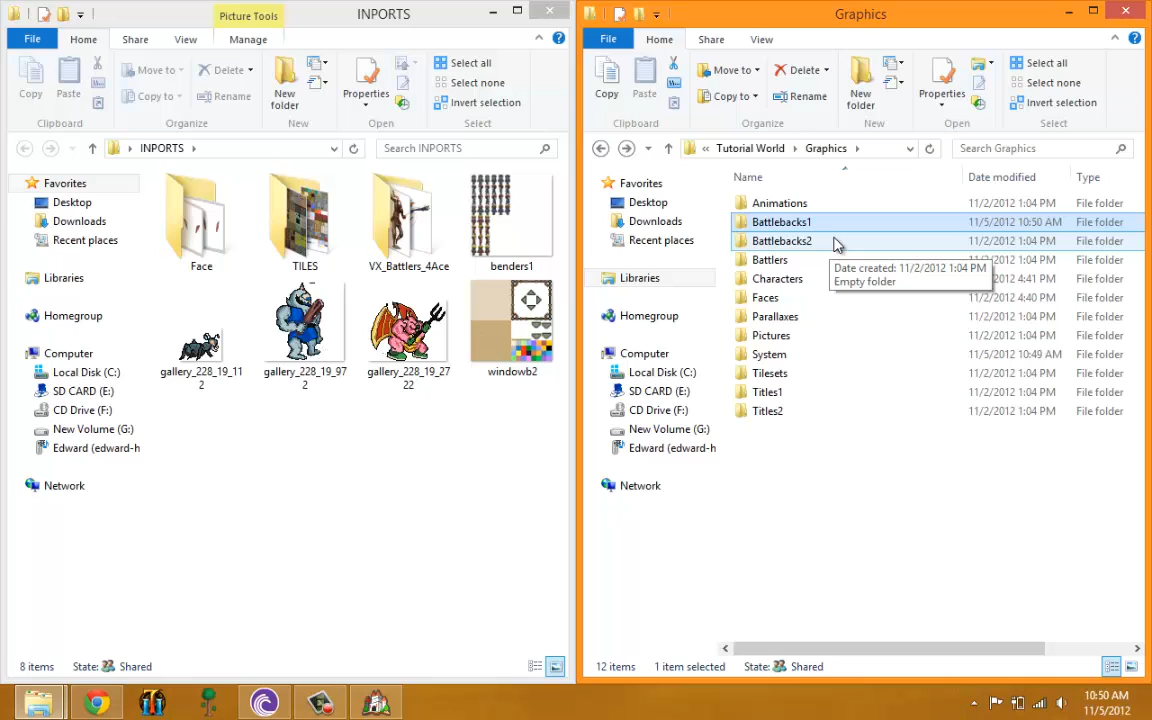 Picture Tools
INPORTS
File
Home
Share
View
Manage
Copy
Paste
Move to
Copy to
Delete
Rename
New
folder
Properties
Select all
Select none
Invert selection
Clipboard
Organize
New
Open
Select
INPORTS
Search INPORTS
Favorites
Desktop
Downloads
Recent places
Libraries
Homegroup
Computer
Local Disk (C:)
SD CARD (E:)
CD Drive (F:)
New Volume (G:)
Edward (edward-h
Network
Face
TILES
VX_Battlers_4Ace
benders1
gallery_228_19_11
2
gallery_228_19_97
2
gallery_228_19_27
22
windowb2
8 items
State:
Shared
Graphics
File
Home
Share
View
Copy
Paste
Move to
Copy to
Delete
Rename
New
folder
Properties
Select all
Select none
Invert selection
Clipboard
Organize
New
Open
Select
Tutorial World
Graphics
Search Graphics
Favorites
Desktop
Downloads
Recent places
Libraries
Homegroup
Computer
Local Disk (C:)
SD CARD (E:)
CD Drive (F:)
New Volume (G:)
Edward (edward-h
Network
Name Date modified Type
Animations 11/2/2012 1:04 PM File folder
Battlebacks1 11/5/2012 10:50 AM File folder
Battlebacks2 11/2/2012 1:04 PM File folder
Battlers 1:04 PM File folder
Characters 4:41 PM File folder
Faces 11/2/2012 4:40 PM File folder
Parallaxes 11/2/2012 1:04 PM File folder
Pictures 11/2/2012 1:04 PM File folder
System 11/5/2012 10:49 AM File folder
Tilesets 11/2/2012 1:04 PM File folder
Titles1 11/2/2012 1:04 PM File folder
Titles2 11/2/2012 1:04 PM File folder
Date created: 11/2/2012 1:04 PM
Empty folder
12 items
1 item selected
State:
Shared
10:50 AM
11/5/2012